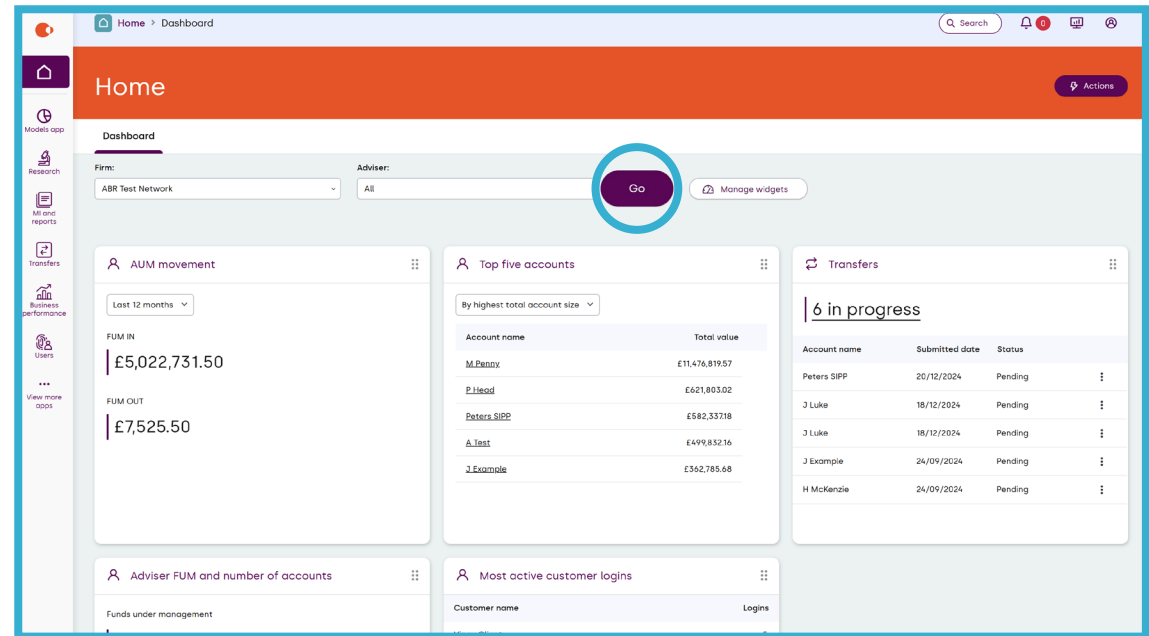 Home > Dashboard
Search
0
Home
Actions
Models app
Research
MI and
reports
Transfers
Business
performance
Users
View more
apps
Dashboard
Firm:
Adviser:
ABR Test Network
All
Go
Manage widgets
AUM movement
Last 12 months
FUM IN
£5,022,731.50
FUM OUT
£7,525.50
Top five accounts
By highest total account size
Account name Total value
M Penny £11,476,819.57
P Head £621,803.02
Peters SIPP £582,337.18
A Test £499,832.16
J Example £362,785.68
Transfers
6 in progress
Account name Submitted date Status
Peters SIPP 20/12/2024 Pending
J Luke 18/12/2024 Pending
J Luke 18/12/2024 Pending
J Example 24/09/2024 Pending
H McKenzie 24/09/2024 Pending
Adviser FUM and number of accounts
Funds under management
Most active customer logins
Customer name Logins